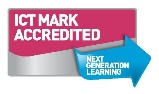 ICT MARK
ACCREDITED
NEXT
GENERATION
LEARNING